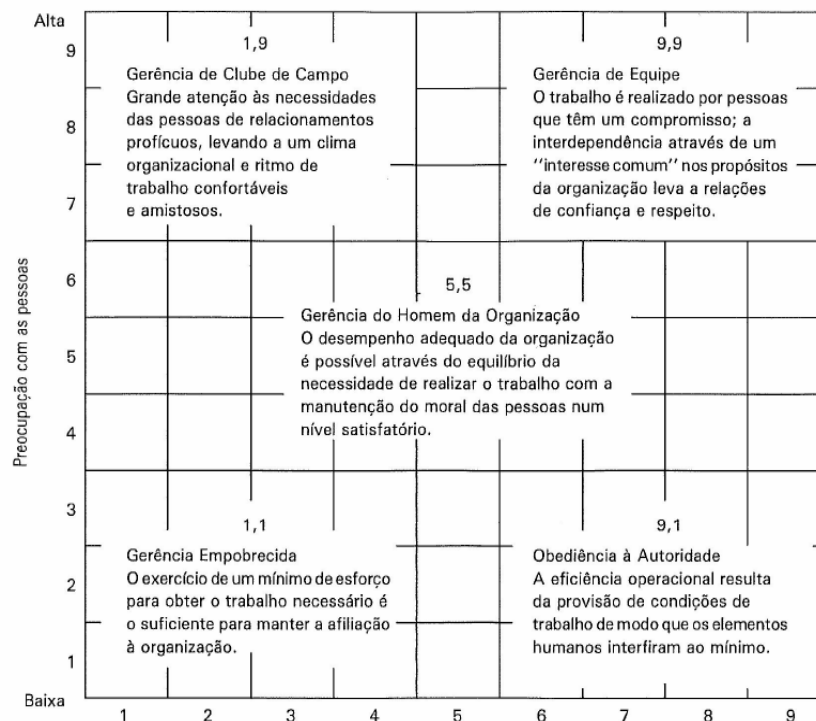 Alta
9
8
7
6
5
4
3
2
1
Baixa
Preocupação com as pessoas
1,9
Gerência de Clube de Campo
Grande atenção às necessidades
das pessoas de relacionamentos
profícuos, levando a um clima
organizacional e ritmo de
trabalho confortáveis
e amistosos.
9,9
Gerência de Equipe
O trabalho é realizado por pessoas
que têm um compromisso; a
interdependência através de um
''interesse comum'' nos propósitos
da organização leva a relações
de confiança e respeito.
5,5
Gerência do Homem da Organização
O desempenho adequado da organização
é possível através do equilíbrio da
necessidade de realizar o trabalho com a
manutenção do moral das pessoas num
nível satisfatório.
1,1
Gerência Empobrecida
O exercício de um mínimo de esforço
para obter o trabalho necessário é
o suficiente para manter a afiliação
à organização.
9,1
Obediência à Autoridade
A eficiência operacional resulta
da provisão de condições de
trabalho de modo que os elementos
humanos interfiram ao mínimo.
1 2 3 4 5 6 7 8 9